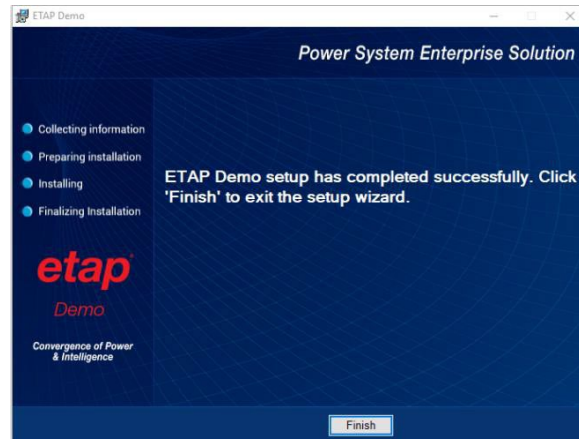 ETAP Demo
Power System Enterprise Solution
Collecting information
Preparing installation
Installing
Finalizing Installation
ETAP Demo setup has completed successfully. Click
'Finish' to exit the setup wizard.
etap
Demo
Convergence of Power
& Intelligence
Finish